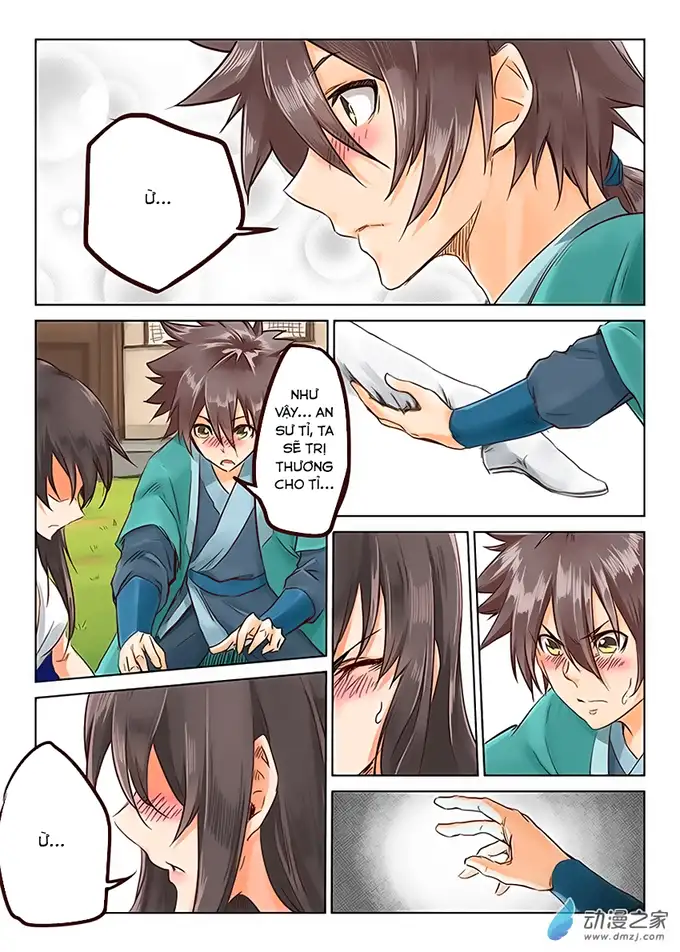 Ừ...
NHƯ
VẬY... AN
SƯ TỈ, TA
SẼ TRỊ
THƯƠNG
CHO TỈ...
Ừ...
动漫之家
www.dmzj.com